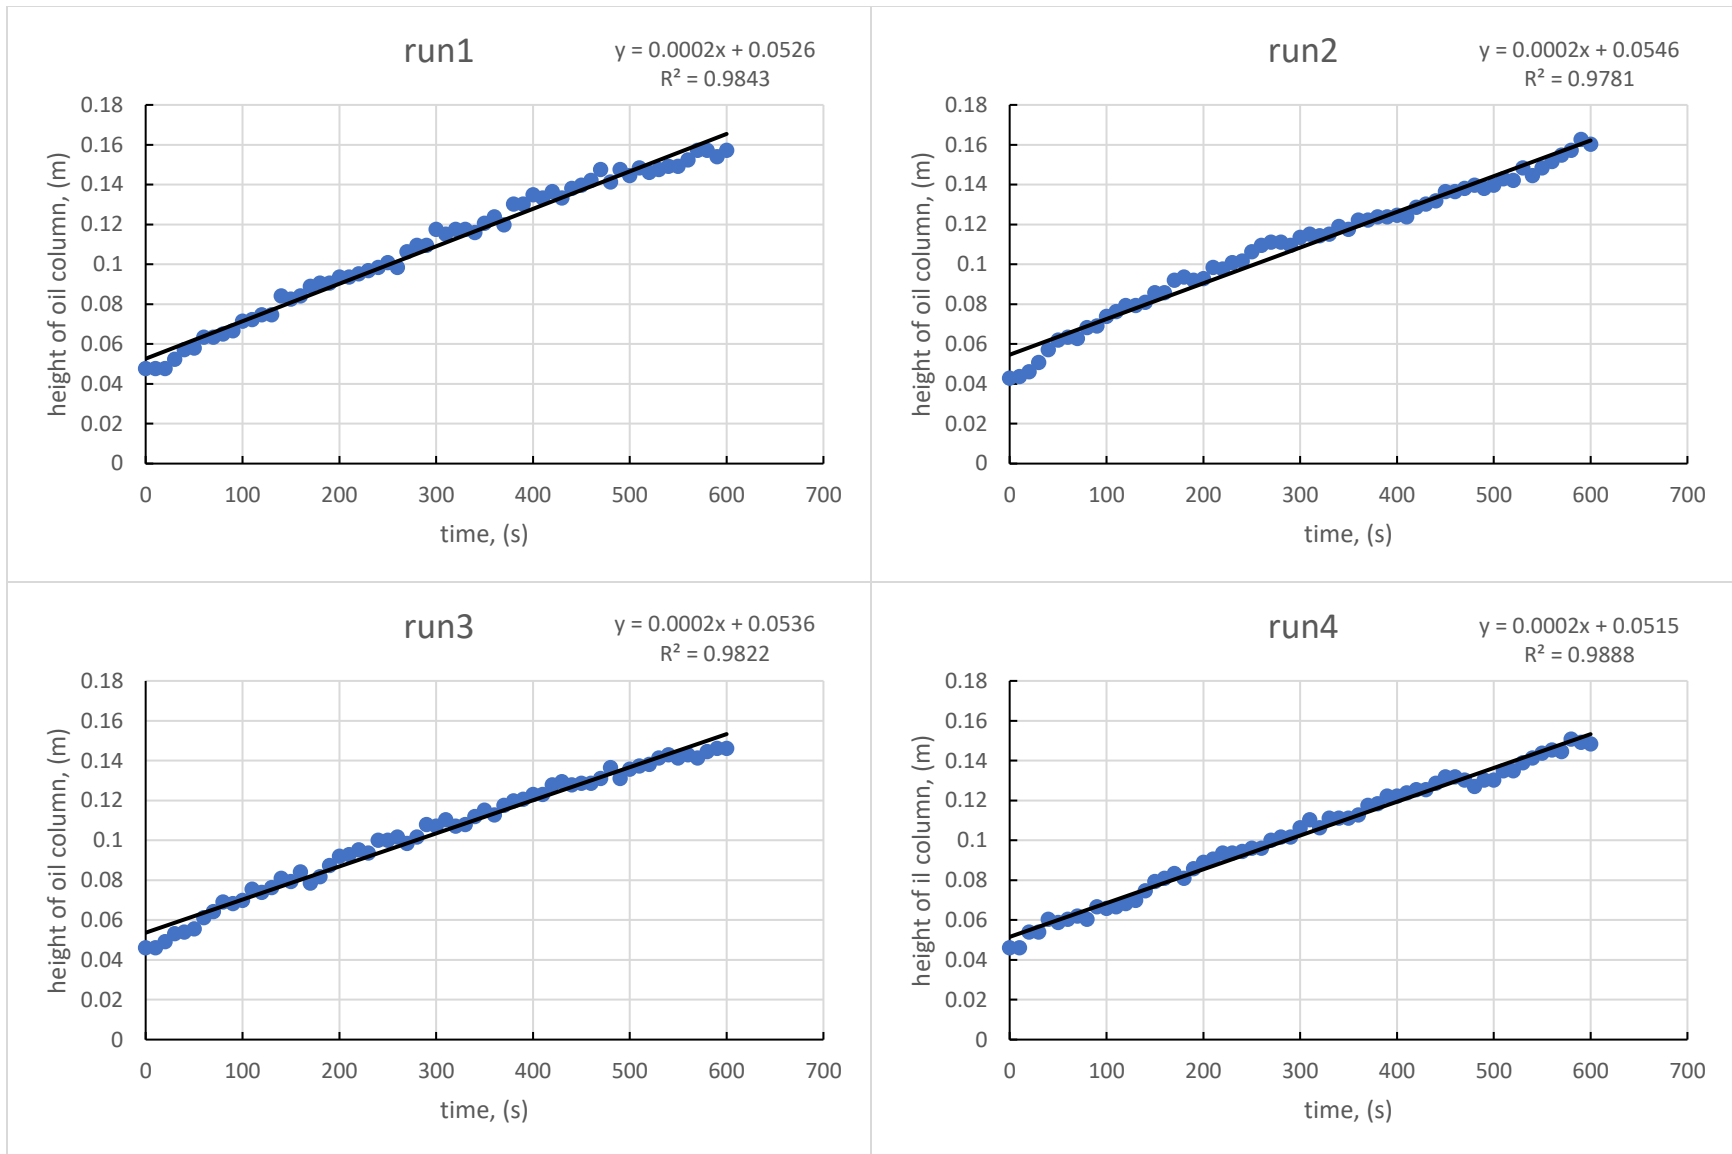 run1
y = 0.0002x + 0.0526
R² = 0.9843
0.18
0.16
0.14
0.12
0.1
0.08
0.06
0.04
0.02
0
height of oil column, (m)
0 100 200 300 400 500 600 700
time, (s)
run2
y = 0.0002x + 0.0546
R² = 0.9781
0.18
0.16
0.14
0.12
0.1
0.08
0.06
0.04
0.02
0
height of oil column, (m)
0 100 200 300 400 500 600 700
time, (s)
run3
y = 0.0002x + 0.0536
R² = 0.9822
0.18
0.16
0.14
0.12
0.1
0.08
0.06
0.04
0.02
0
height of oil column, (m)
0 100 200 300 400 500 600 700
time, (s)
run4
y = 0.0002x + 0.0515
R² = 0.9888
0.18
0.16
0.14
0.12
0.1
0.08
0.06
0.04
0.02
0
height of il column, (m)
0 100 200 300 400 500 600 700
time, (s)